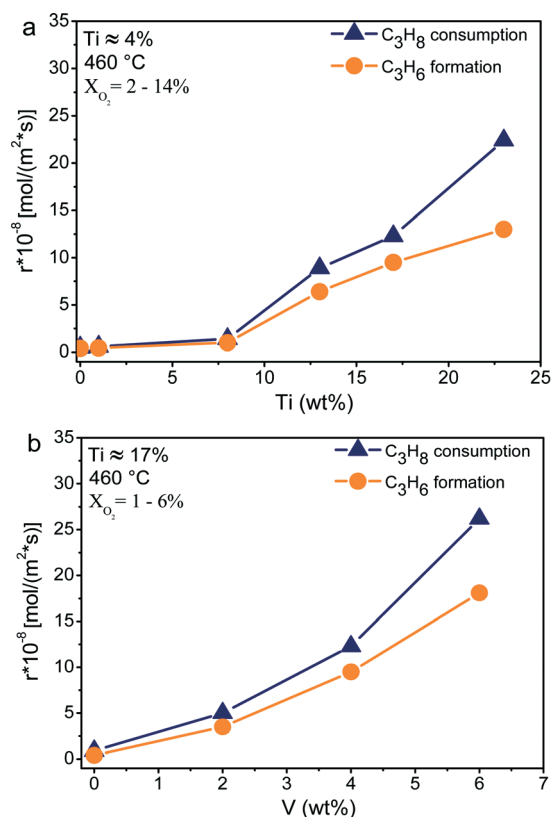 a
Ti ≈ 4%
460 °C
X_O₂ = 2 - 14%
C₃H₈ consumption
C₃H₆ formation
r*10⁻⁸ [mol/(m²*s)]
35
30
25
20
15
10
5
0
0 5 10 15 20 25
Ti (wt%)
b
Ti ≈ 17%
460 °C
X_O₂ = 1 - 6%
C₃H₈ consumption
C₃H₆ formation
r*10⁻⁸ [mol/(m²*s)]
35
30
25
20
15
10
5
0
0 1 2 3 4 5 6 7
V (wt%)